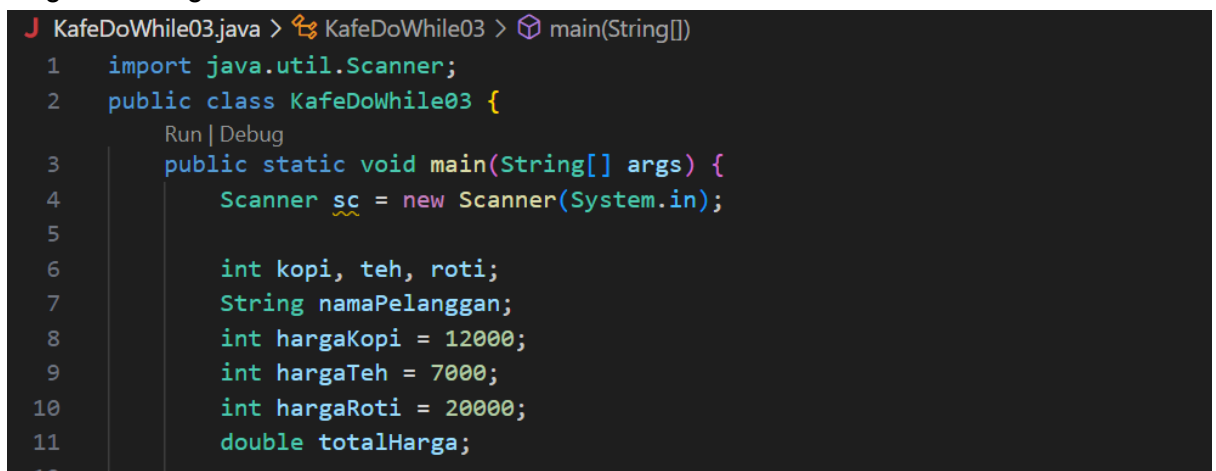 J KafeDoWhile03.java > KafeDoWhile03 > main(String[])
1 import java.util.Scanner;
2 public class KafeDoWhile03 {
Run | Debug
3 public static void main(String[] args) {
4 Scanner sc = new Scanner(System.in);
5
6 int kopi, teh, roti;
7 String namaPelanggan;
8 int hargaKopi = 12000;
9 int hargaTeh = 7000;
10 int hargaRoti = 20000;
11 double totalHarga;